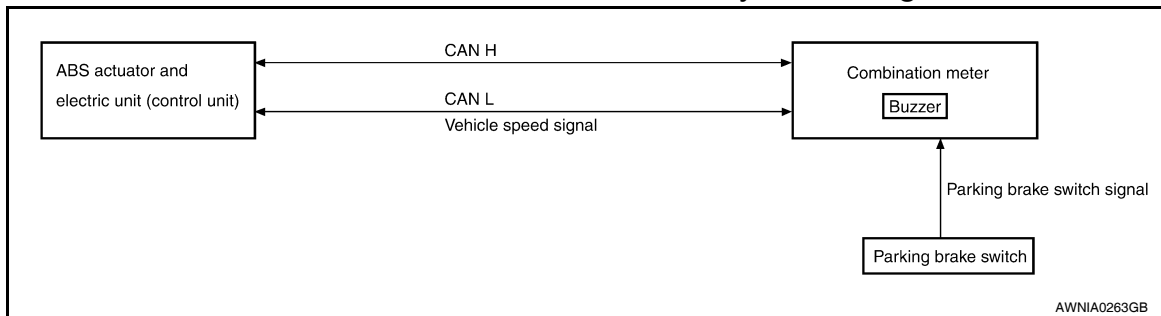 ABS actuator and
electric unit (control unit)
CAN H
CAN L
Vehicle speed signal
Combination meter
Buzzer
Parking brake switch signal
Parking brake switch
AWNIA0263GB